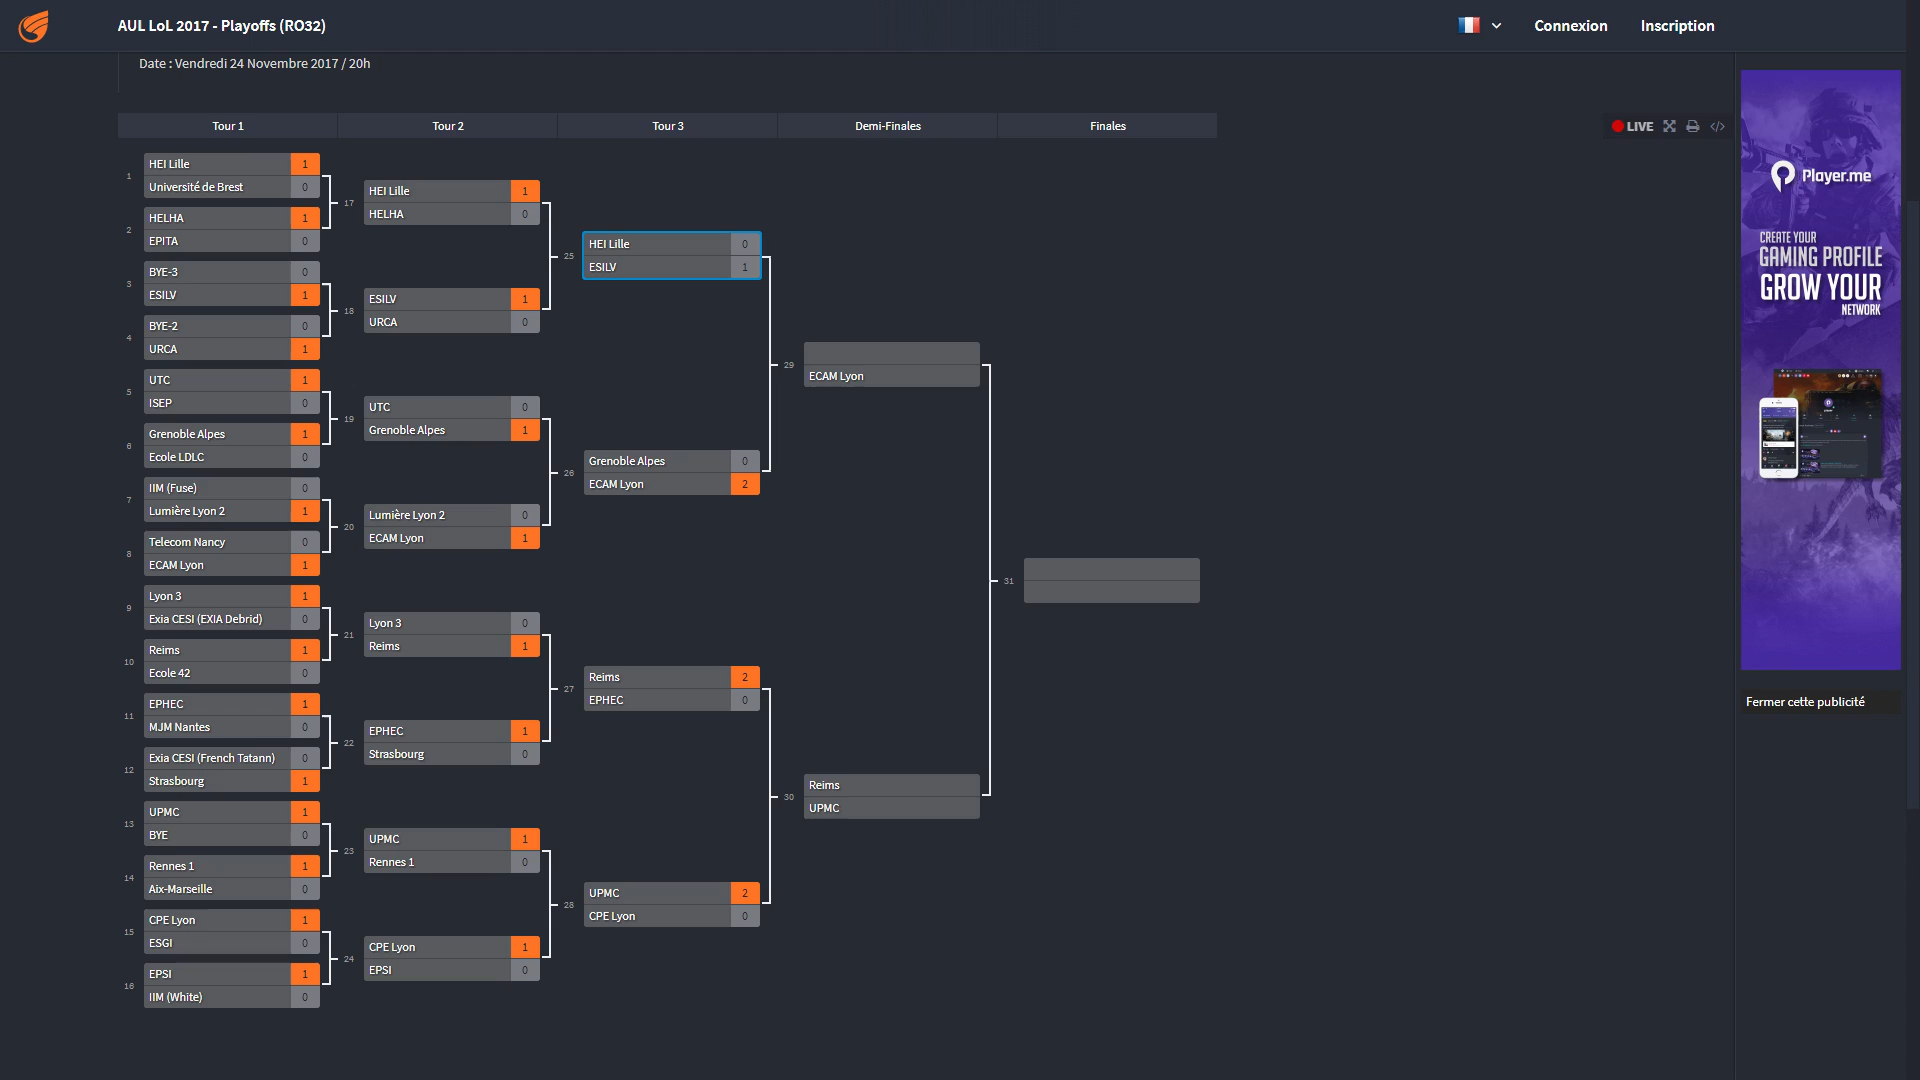 AUL LoL 2017 - Playoffs (RO32)
Connexion
Inscription
Date : Vendredi 24 Novembre 2017 / 20h
Tour 1
Tour 2
Tour 3
Demi-Finales
Finales
LIVE
1
HEI Lille 1
Université de Brest 0
2
HELHA 1
EPITA 0
3
BYE-3 0
ESILV 1
4
BYE-2 0
URCA 1
5
UTC 1
ISEP 0
6
Grenoble Alpes 1
Ecole LDLC 0
7
IIM (Fuse) 0
Lumière Lyon 2 1
8
Telecom Nancy 0
ECAM Lyon 1
9
Lyon 3 1
Exia CESI (EXIA Debrid) 0
10
Reims 1
Ecole 42 0
11
EPHEC 1
MJM Nantes 0
12
Exia CESI (French Tatann) 0
Strasbourg 1
13
UPMC 1
BYE 0
14
Rennes 1 1
Aix-Marseille 0
15
CPE Lyon 1
ESGI 0
16
EPSI 1
IIM (White) 0
17
HEI Lille 1
HELHA 0
18
ESILV 1
URCA 0
19
UTC 0
Grenoble Alpes 1
20
Lumière Lyon 2 0
ECAM Lyon 1
21
Lyon 3 0
Reims 1
22
EPHEC 1
Strasbourg 0
23
UPMC 1
Rennes 1 0
24
CPE Lyon 1
EPSI 0
25
HEI Lille 0
ESILV 1
26
Grenoble Alpes 0
ECAM Lyon 2
27
Reims 2
EPHEC 0
28
UPMC 2
CPE Lyon 0
29
ECAM Lyon
30
Reims
UPMC
31
Player.me
CREATE YOUR
GAMING PROFILE
GROW YOUR
NETWORK
Fermer cette publicité